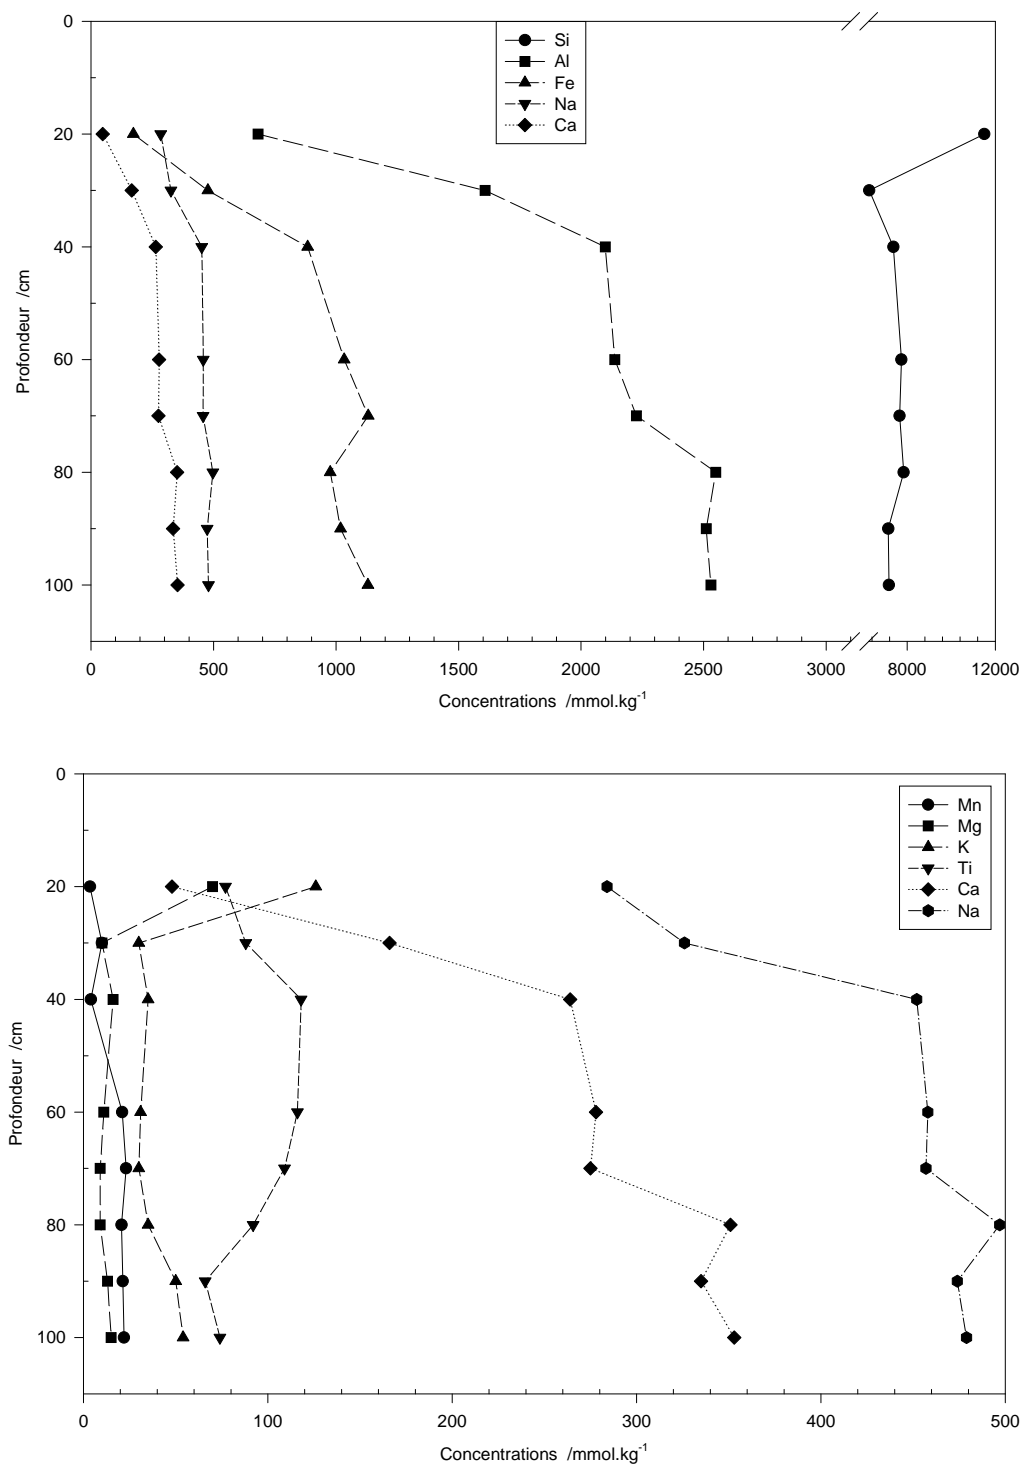 0
Si
Al
Fe
Na
Ca
20
40
60
80
100
Profondeur /cm
0 500 1000 1500 2000 2500 3000 8000 12000
Concentrations /mmol.kg-1
0
Mn
Mg
K
Ti
Ca
Na
20
40
60
80
100
Profondeur /cm
0 100 200 300 400 500
Concentrations /mmol.kg-1